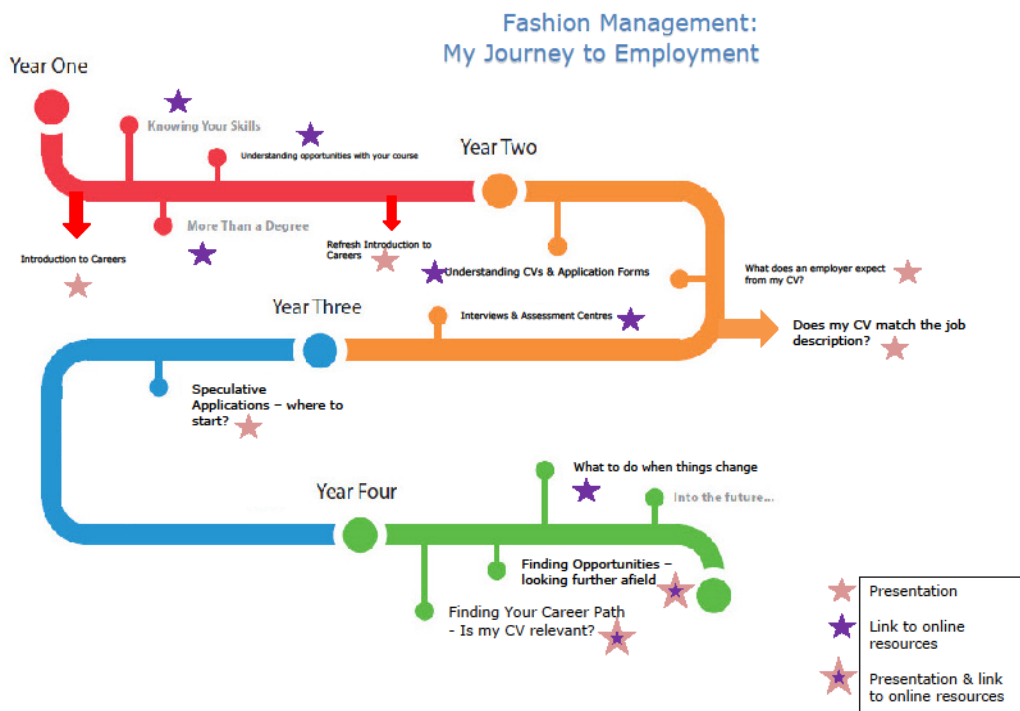 Fashion Management:
My Journey to Employment
Year One
Knowing Your Skills
Understanding opportunities with your course
Year Two
More Than a Degree
Introduction to Careers
Refresh Introduction to
Careers
Understanding CVs & Application Forms
What does an employer expect
from my CV?
Year Three
Interviews & Assessment Centres
Does my CV match the job
description?
Speculative
Applications – where to
start?
What to do when things change
Year Four
Into the future...
Finding Opportunities –
looking further afield
Finding Your Career Path
- Is my CV relevant?
Presentation
Link to online
resources
Presentation & link
to online resources